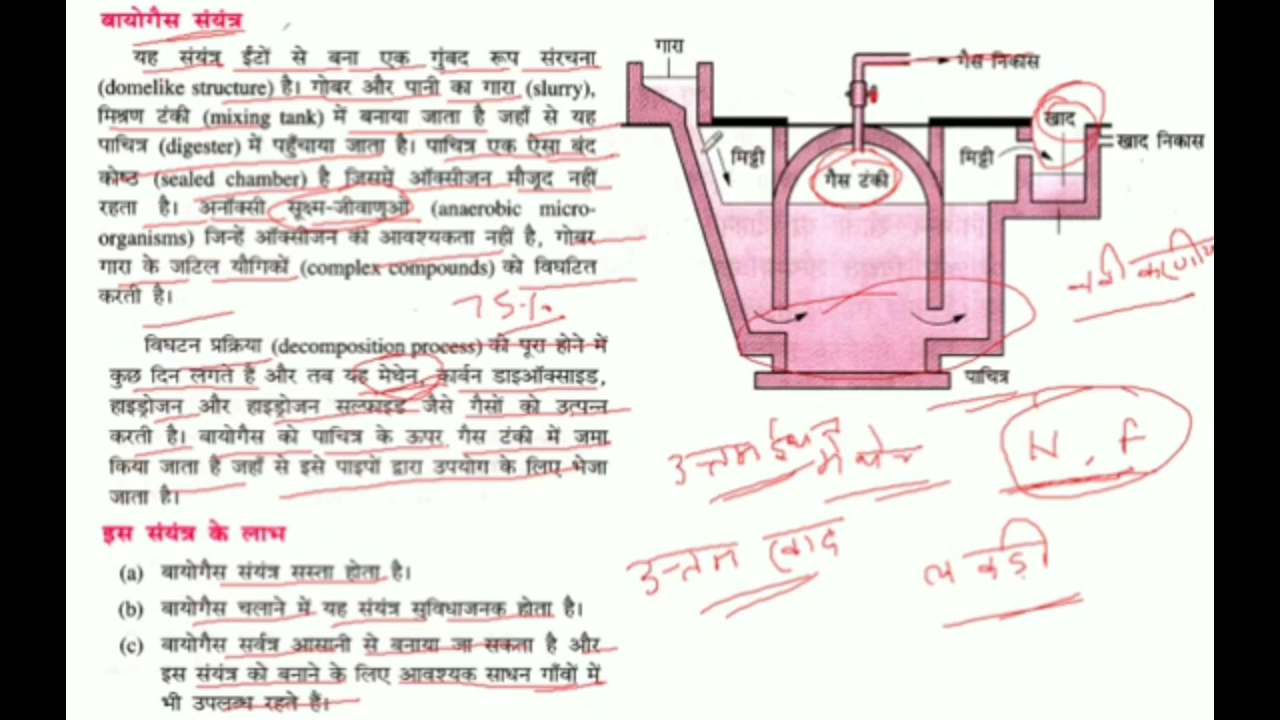 बायोगैस संयंत्र
यह संयंत्र ईंटों से बना एक गुंबद रूप संरचना
(domelike structure) है। गोबर और पानी का गारा (slurry),
मिश्रण टंकी (mixing tank) में बनाया जाता है जहाँ से यह
पाचित्र (digester) में पहुँचाया जाता है। पाचित्र एक ऐसा बंद
कोष्ठ (sealed chamber) है जिसमें ऑक्सीजन मौजूद नहीं
रहता है। अनॉक्सी सूक्ष्म-जीवाणुओं (anaerobic micro-
organisms) जिन्हें ऑक्सीजन की आवश्यकता नहीं है, गोबर
गारा के जटिल यौगिकों (complex compounds) को विघटित
करती है।
75%
विघटन प्रक्रिया (decomposition process) को पूरा होने में
कुछ दिन लगते हैं और तब यह मेथेन, कार्बन डाइऑक्साइड,
हाइड्रोजन और हाइड्रोजन सल्फाइड जैसे गैसों को उत्पन्न
करती है। बायोगैस को पाचित्र के ऊपर गैस टंकी में जमा
किया जाता है जहाँ से इसे पाइपों द्वारा उपयोग के लिए भेजा
जाता है।
इस संयंत्र के लाभ
(a) बायोगैस संयंत्र सस्ता होता है।
(b) बायोगैस चलाने में यह संयंत्र सुविधाजनक होता है।
(c) बायोगैस सर्वत्र आसानी से बनाया जा सकता है और
इस संयंत्र को बनाने के लिए आवश्यक साधन गाँवों में
भी उपलब्ध रहते हैं।
गारा
गैस निकास
खाद
खाद निकास
मिट्टी
मिट्टी
गैस टंकी
पाचित्र
उत्तम ईंधन
मेथेन
N, F
उत्तम खाद
लकड़ी